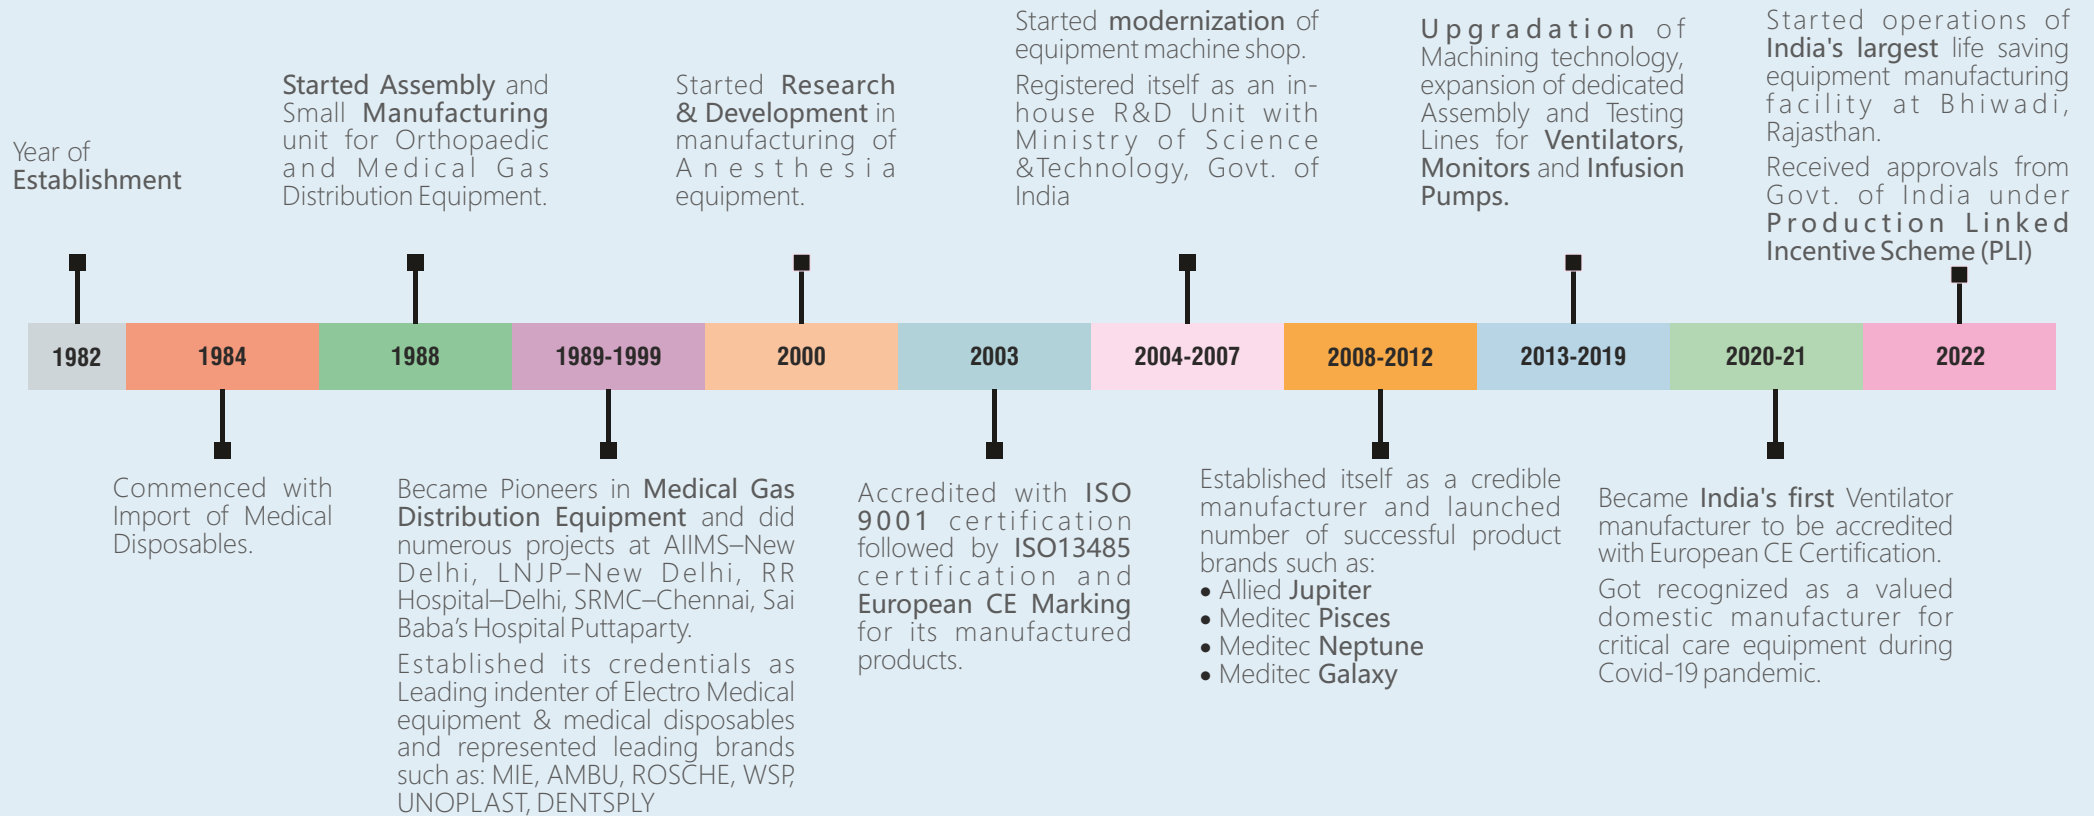 Year of
Establishment
Started Assembly and
Small Manufacturing
unit for Orthopaedic
and Medical Gas
Distribution Equipment.
Started Research
& Development in
manufacturing of
Anesthesia
equipment.
Started modernization of
equipment machine shop.
Registered itself as an in-
house R&D Unit with
Ministry of Science
&Technology, Govt. of
India
Upgradation of
Machining technology,
expansion of dedicated
Assembly and Testing
Lines for Ventilators,
Monitors and Infusion
Pumps.
Started operations of
India's largest life saving
equipment manufacturing
facility at Bhiwadi,
Rajasthan.
Received approvals from
Govt. of India under
Production Linked
Incentive Scheme (PLI)
1982
1984
1988
1989-1999
2000
2003
2004-2007
2008-2012
2013-2019
2020-21
2022
Commenced with
Import of Medical
Disposables.
Became Pioneers in Medical Gas
Distribution Equipment and did
numerous projects at AIIMS–New
Delhi, LNJP–New Delhi, RR
Hospital–Delhi, SRMC–Chennai, Sai
Baba’s Hospital Puttaparty.
Established its credentials as
Leading indenter of Electro Medical
equipment & medical disposables
and represented leading brands
such as: MIE, AMBU, ROSCHE, WSP,
UNOPLAST, DENTSPLY
Accredited with ISO
9001 certification
followed by ISO13485
certification and
European CE Marking
for its manufactured
products.
Established itself as a credible
manufacturer and launched
number of successful product
brands such as:
• Allied Jupiter
• Meditec Pisces
• Meditec Neptune
• Meditec Galaxy
Became India's first Ventilator
manufacturer to be accredited
with European CE Certification.
Got recognized as a valued
domestic manufacturer for
critical care equipment during
Covid-19 pandemic.